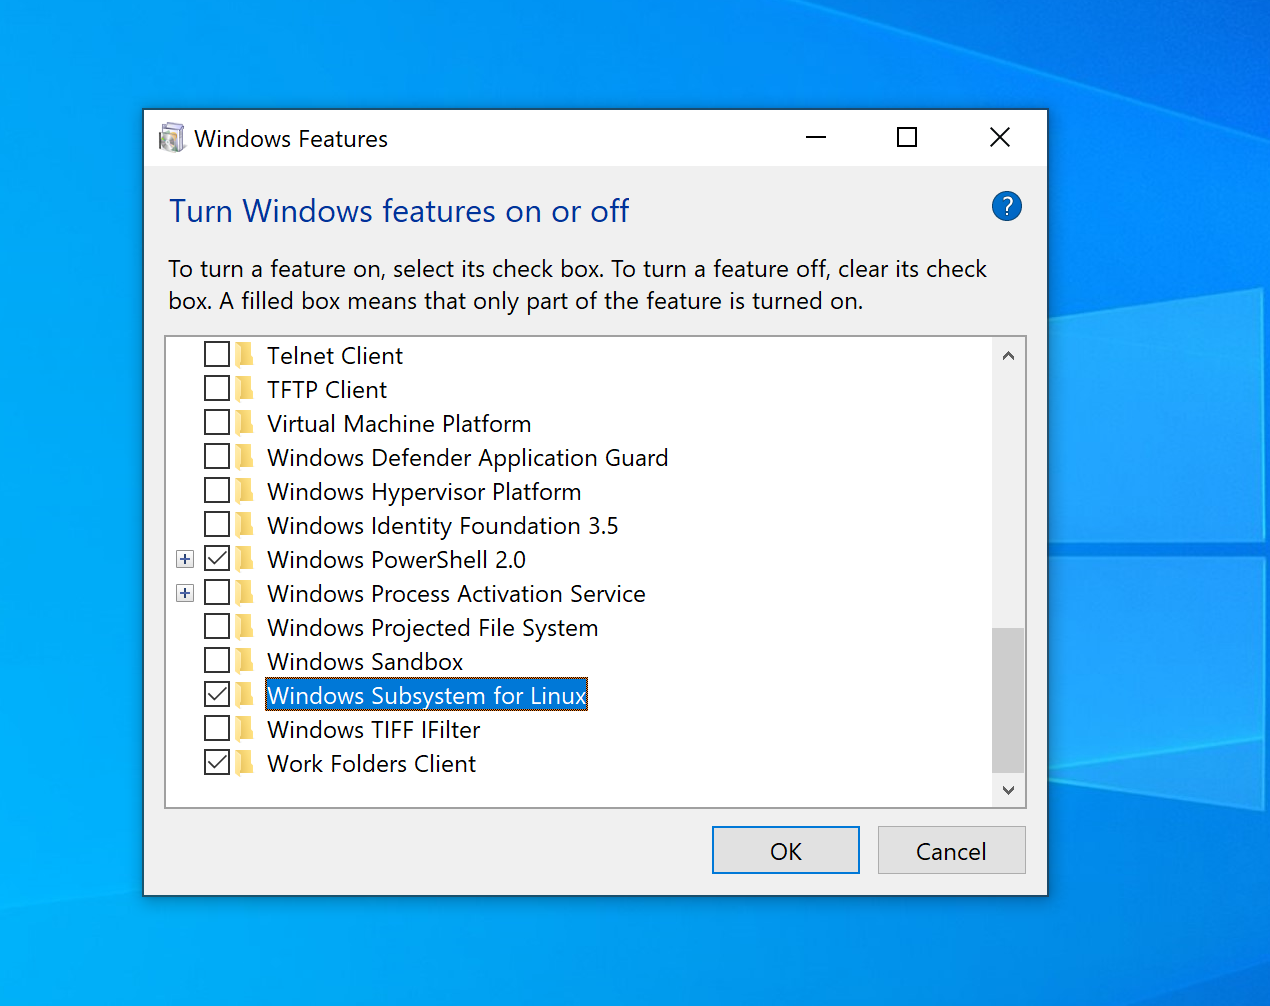 Windows Features
Turn Windows features on or off
?
To turn a feature on, select its check box. To turn a feature off, clear its check
box. A filled box means that only part of the feature is turned on.
Telnet Client
TFTP Client
Virtual Machine Platform
Windows Defender Application Guard
Windows Hypervisor Platform
Windows Identity Foundation 3.5
Windows PowerShell 2.0
Windows Process Activation Service
Windows Projected File System
Windows Sandbox
Windows Subsystem for Linux
Windows TIFF IFilter
Work Folders Client
OK
Cancel